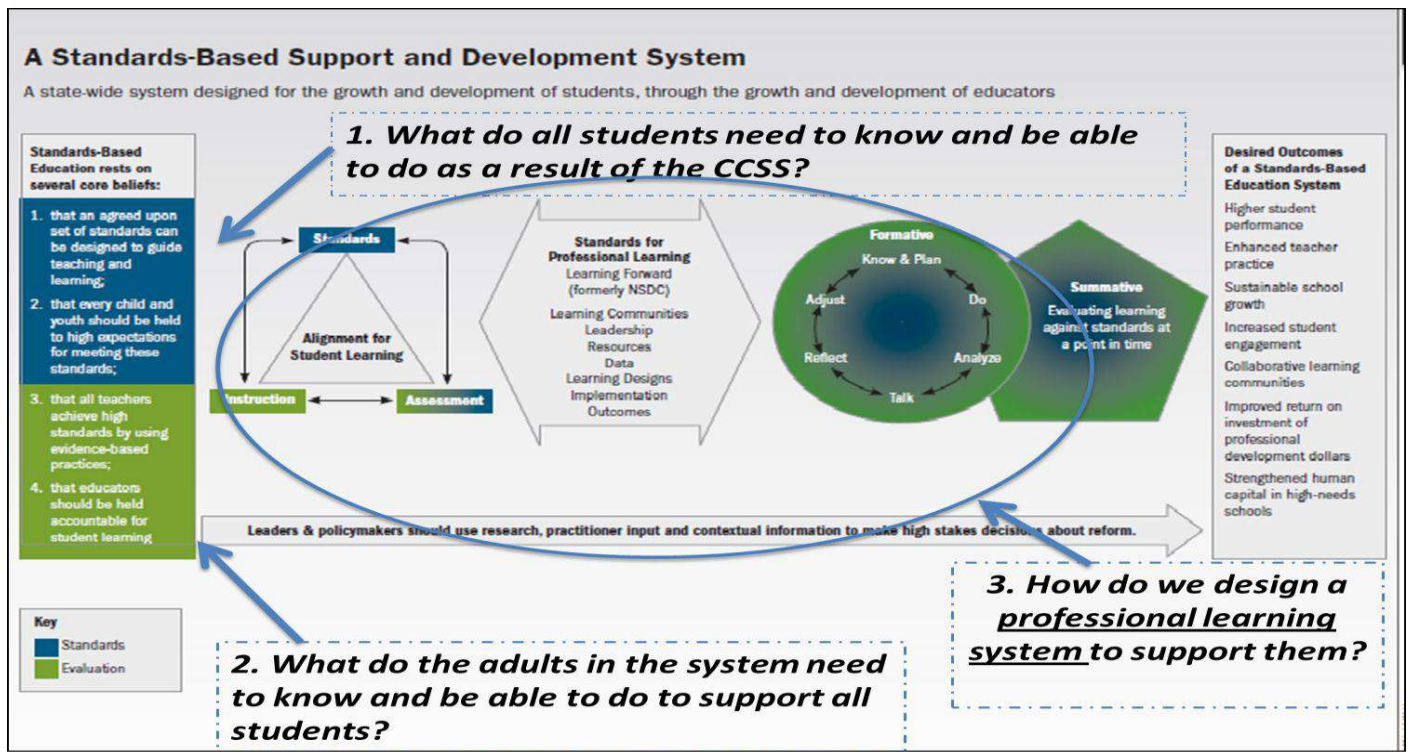 A Standards-Based Support and Development System
A state-wide system designed for the growth and development of students, through the growth and development of educators
1. What do all students need to know and be able
to do as a result of the CCSS?
Standards-Based
Education rests on
several core beliefs:
1. that an agreed upon
set of standards can
be designed to guide
teaching and
learning;
2. that every child and
youth should be held
to high expectations
for meeting these
standards;
3. that all teachers
achieve high
standards by using
evidence-based
practices;
4. that educators
should be held
accountable for
student learning
Standards
Alignment for
Student Learning
Instruction
Assessment
Standards for
Professional Learning
Learning Forward
(formerly NSDC)
Learning Communities
Leadership
Resources
Data
Learning Designs
Implementation
Outcomes
Formative
Know & Plan
Adjust
Do
Reflect
Analyze
Talk
Summative
Evaluating learning
against standards at
a point in time
Desired Outcomes
of a Standards-Based
Education System
Higher student
performance
Enhanced teacher
practice
Sustainable school
growth
Increased student
engagement
Collaborative learning
communities
Improved return on
investment of
professional
development dollars
Strengthened human
capital in high-needs
schools
Leaders & policymakers should use research, practitioner input and contextual information to make high stakes decisions about reform.
Key
Standards
Evaluation
2. What do the adults in the system need
to know and be able to do to support all
students?
3. How do we design a
professional learning
system to support them?